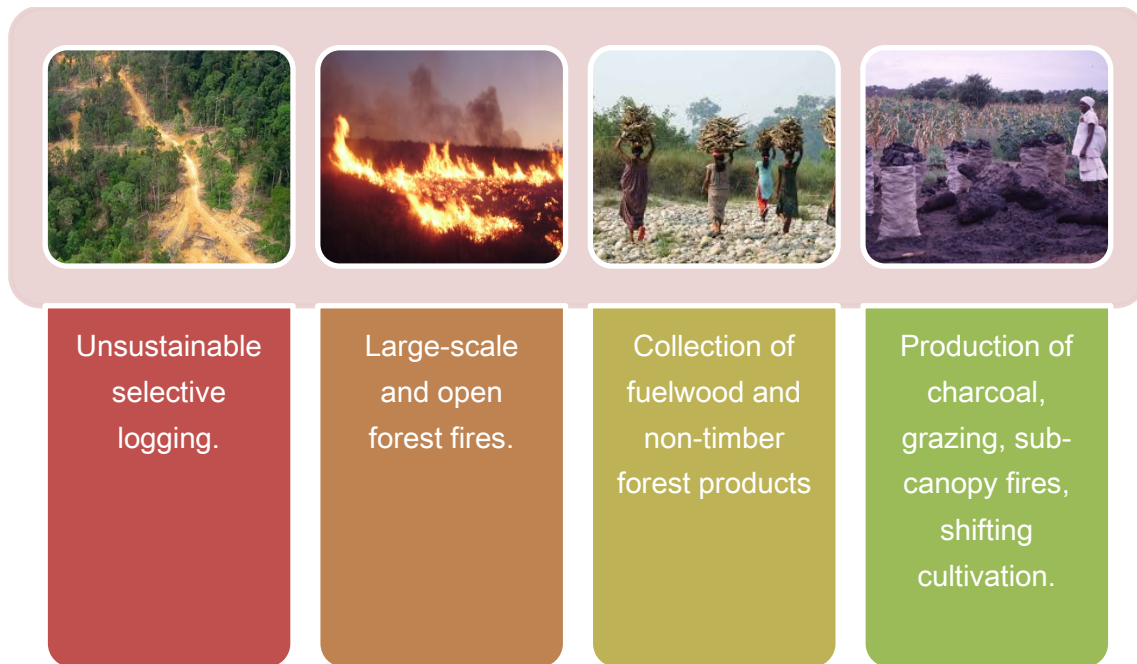 Unsustainable
selective
logging.
Large-scale
and open
forest fires.
Collection of
fuelwood and
non-timber
forest products
Production of
charcoal,
grazing, sub-
canopy fires,
shifting
cultivation.